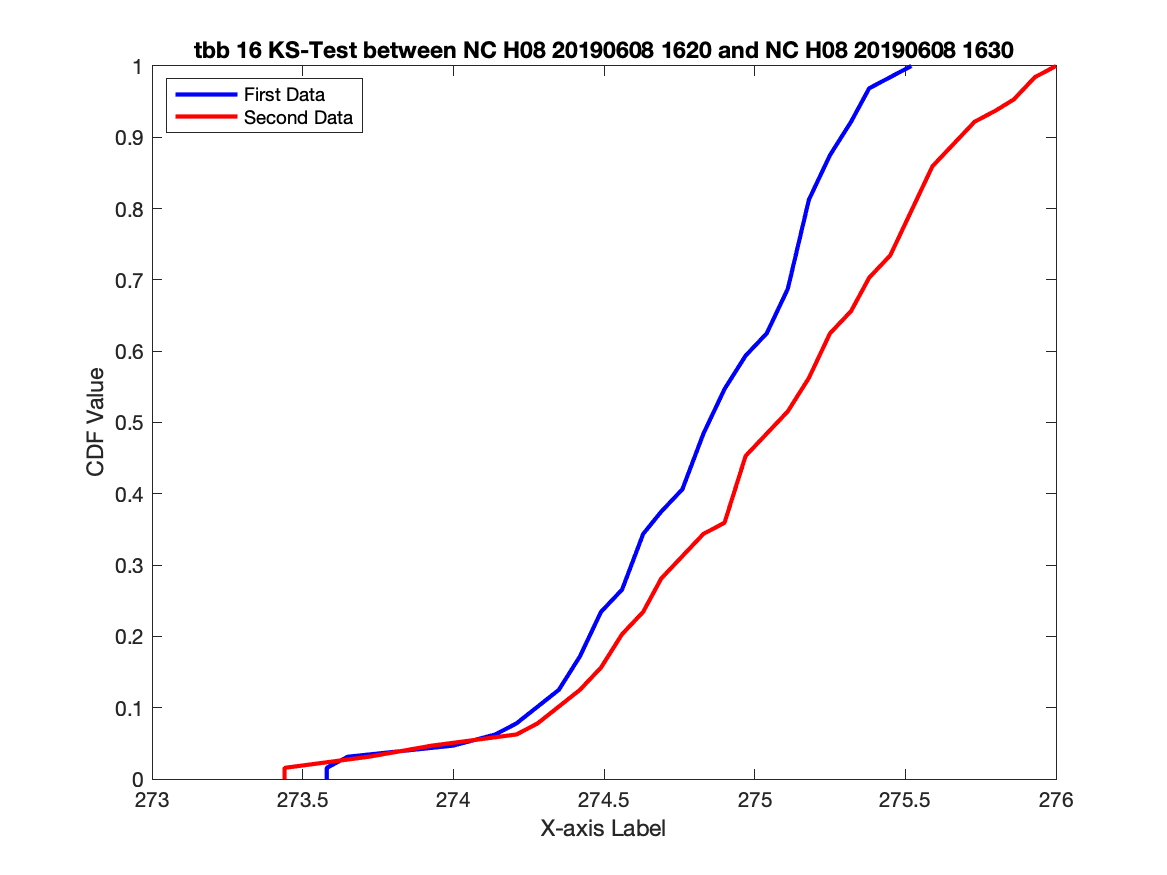 tbb 16 KS-Test between NC H08 20190608 1620 and NC H08 20190608 1630
First Data
Second Data
1
0.9
0.8
0.7
0.6
0.5
0.4
0.3
0.2
0.1
0
CDF Value
273 273.5 274 274.5 275 275.5 276
X-axis Label